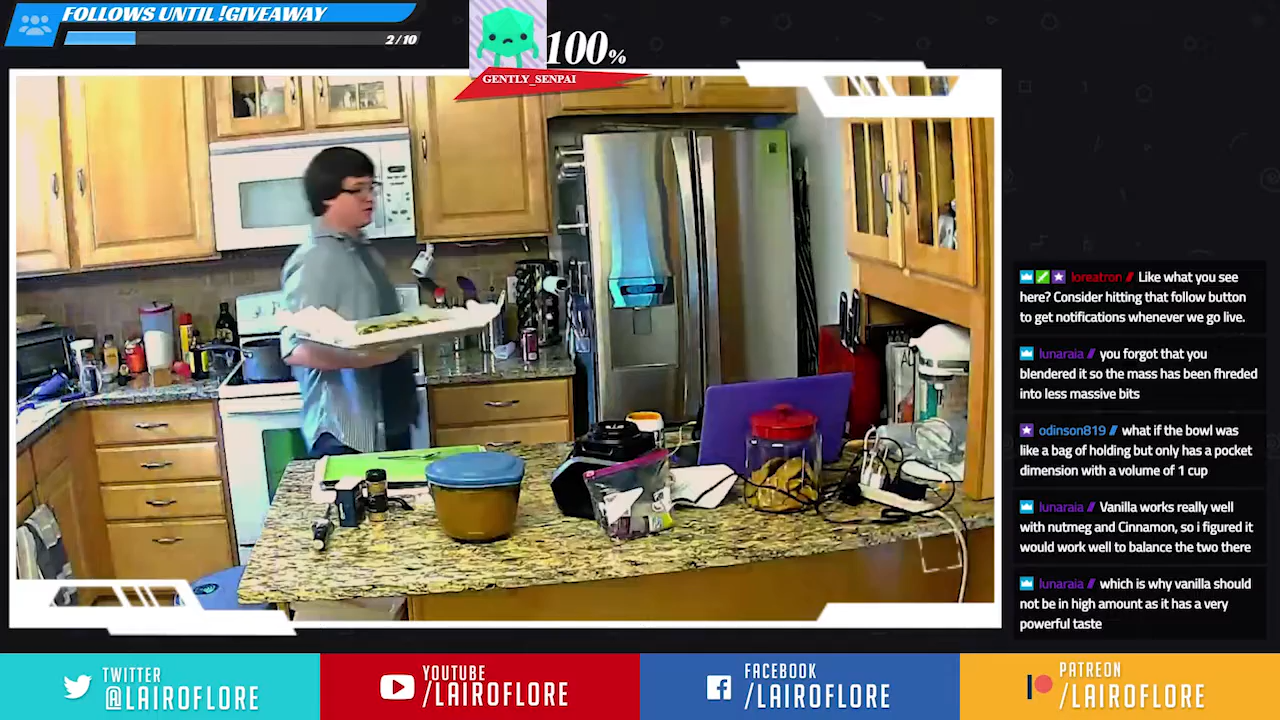 FOLLOWS UNTIL !GIVEAWAY
2/10
100%
GENTLY_SENPAI
loreatron // Like what you see
here? Consider hitting that follow button
to get notifications whenever we go live.
lunaraia // you forgot that you
blendered it so the mass has been fhreded
into less massive bits
odinson819 // what if the bowl was
like a bag of holding but only has a pocket
dimension with a volume of 1 cup
lunaraia // Vanilla works really well
with nutmeg and Cinnamon, so i figured it
would work well to balance the two there
lunaraia // which is why vanilla should
not be in high amount as it has a very
powerful taste
TWITTER
@LAIROFLORE
YOUTUBE
/LAIROFLORE
FACEBOOK
/LAIROFLORE
PATREON
/LAIROFLORE